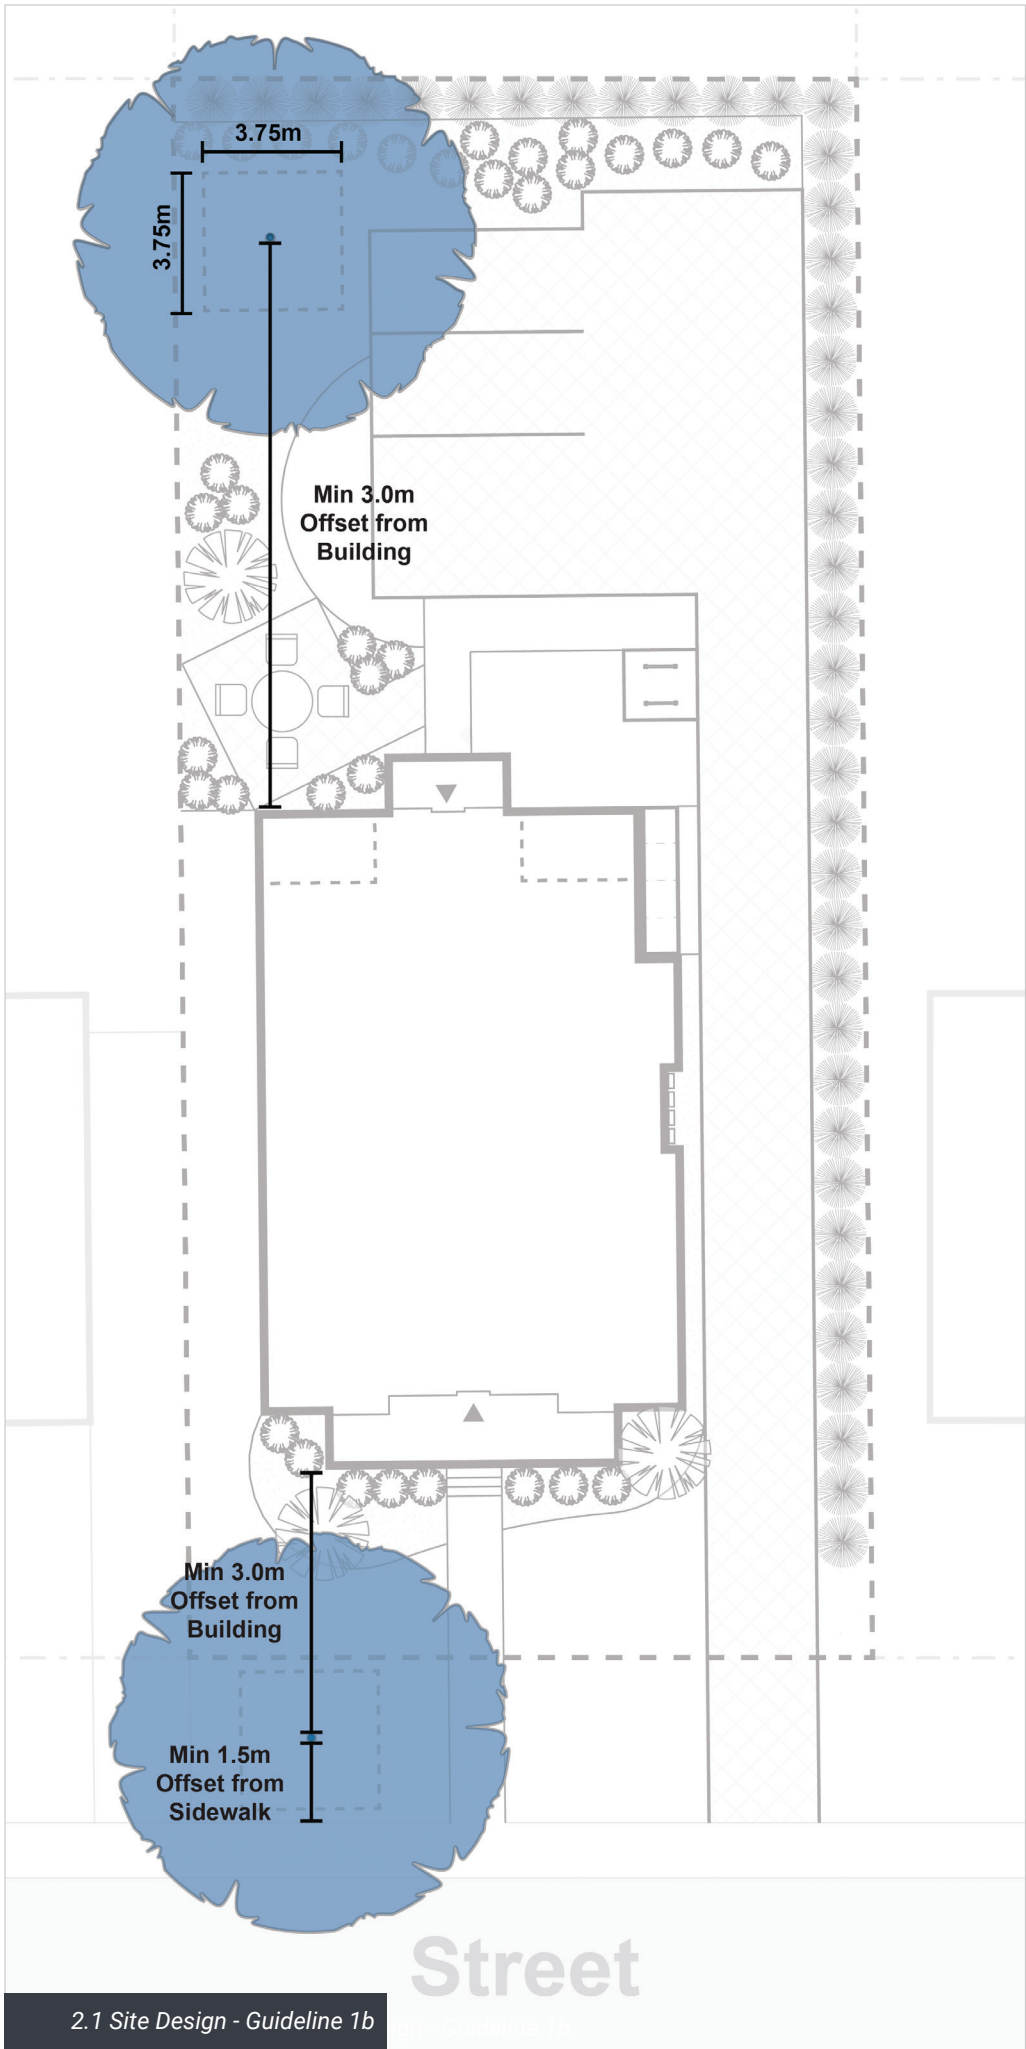 3.75m
3.75m
Min 3.0m
Offset from
Building
Min 3.0m
Offset from
Building
Min 1.5m
Offset from
Sidewalk
Street
2.1 Site Design - Guideline 1b